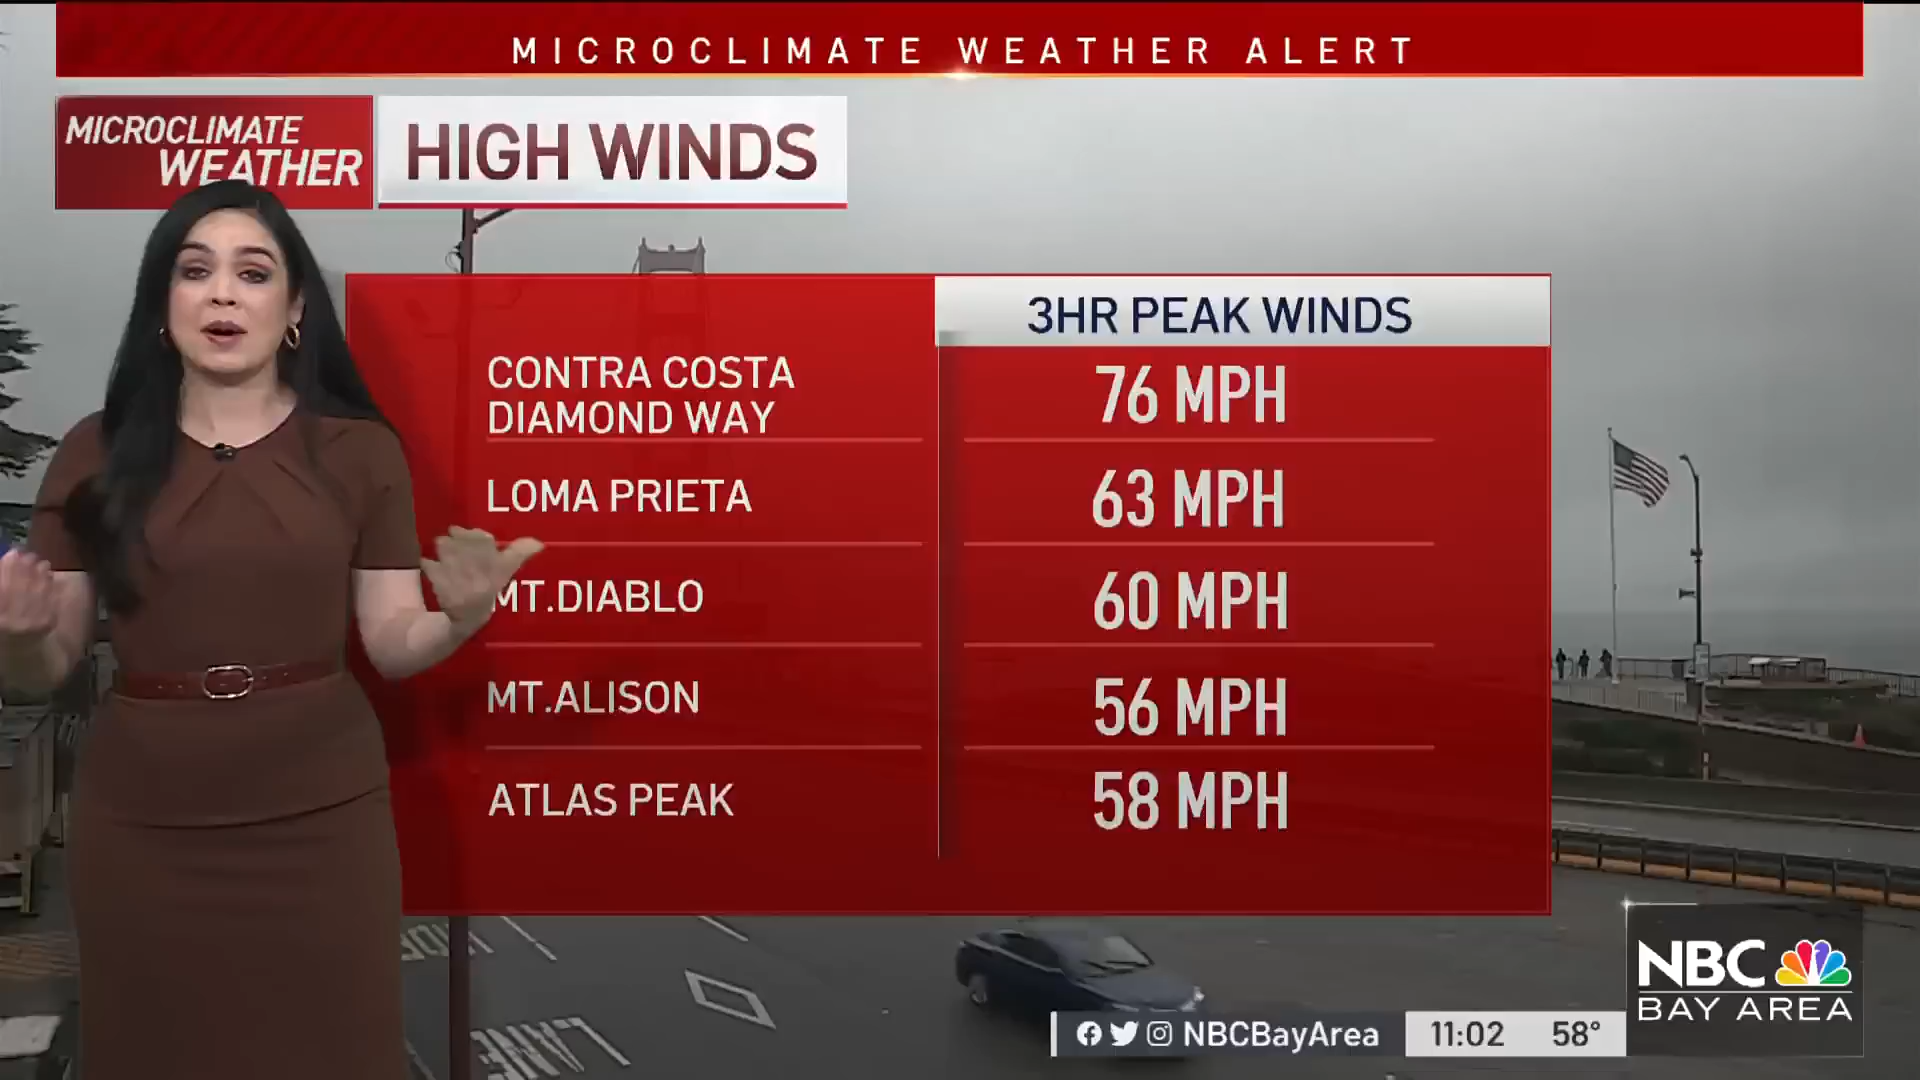 MICROCLIMATE WEATHER ALERT
MICROCLIMATE
WEATHER
HIGH WINDS
3HR PEAK WINDS
CONTRA COSTA
DIAMOND WAY
76 MPH
LOMA PRIETA
63 MPH
MT.DIABLO
60 MPH
MT.ALISON
56 MPH
ATLAS PEAK
58 MPH
LANE
NBC
BAY AREA
NBCBayArea
11:02
58°